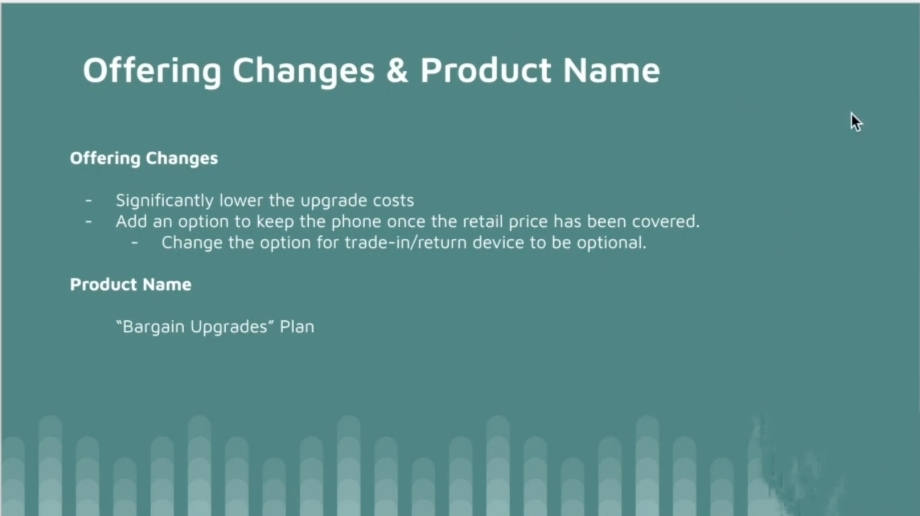 Offering Changes & Product Name
Offering Changes
- Significantly lower the upgrade costs
- Add an option to keep the phone once the retail price has been covered.
- Change the option for trade-in/return device to be optional.
Product Name
“Bargain Upgrades” Plan